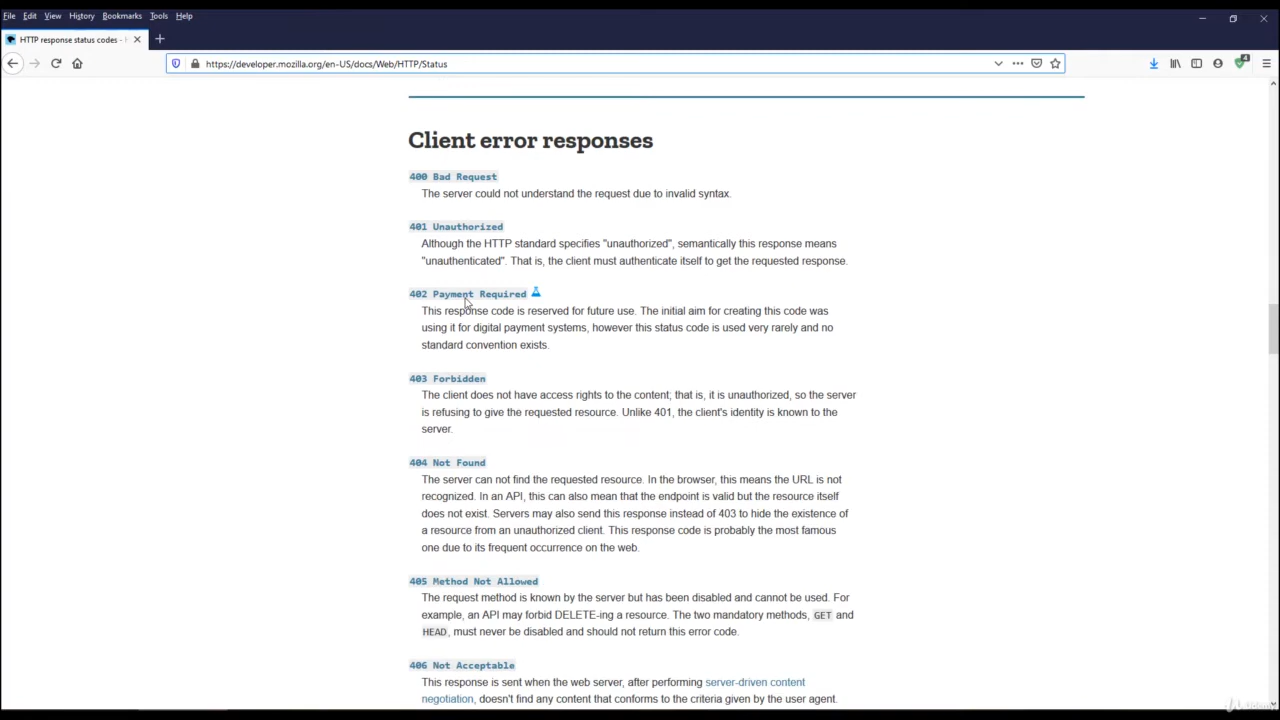 File Edit View History Bookmarks Tools Help
HTTP response status codes -
https://developer.mozilla.org/en-US/docs/Web/HTTP/Status
4
Client error responses
400 Bad Request
The server could not understand the request due to invalid syntax.
401 Unauthorized
Although the HTTP standard specifies "unauthorized", semantically this response means
"unauthenticated". That is, the client must authenticate itself to get the requested response.
402 Payment Required
This response code is reserved for future use. The initial aim for creating this code was
using it for digital payment systems, however this status code is used very rarely and no
standard convention exists.
403 Forbidden
The client does not have access rights to the content; that is, it is unauthorized, so the server
is refusing to give the requested resource. Unlike 401, the client's identity is known to the
server.
404 Not Found
The server can not find the requested resource. In the browser, this means the URL is not
recognized. In an API, this can also mean that the endpoint is valid but the resource itself
does not exist. Servers may also send this response instead of 403 to hide the existence of
a resource from an unauthorized client. This response code is probably the most famous
one due to its frequent occurrence on the web.
405 Method Not Allowed
The request method is known by the server but has been disabled and cannot be used. For
example, an API may forbid DELETE-ing a resource. The two mandatory methods, GET and
HEAD, must never be disabled and should not return this error code.
406 Not Acceptable
This response is sent when the web server, after performing server-driven content
negotiation, doesn't find any content that conforms to the criteria given by the user agent.